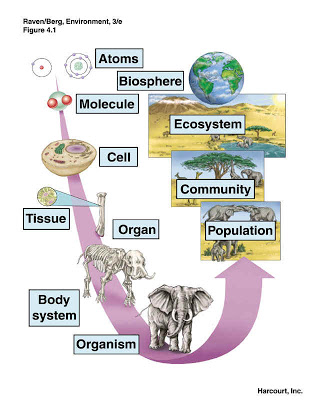 Raven/Berg, Environment, 3/e
Figure 4.1
Atoms
Biosphere
Molecule
Ecosystem
Cell
Community
Tissue
Organ
Population
Body
system
Organism
Harcourt, Inc.